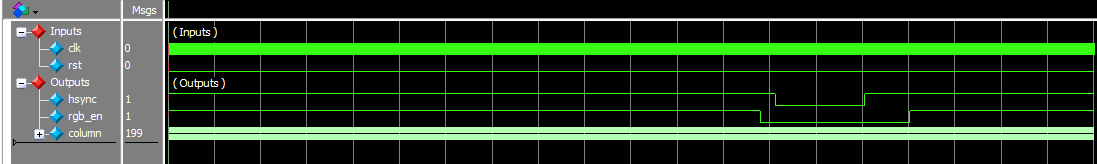 Msgs
Inputs
( Inputs )
clk 0
rst 0
Outputs
( Outputs )
hsync 1
rgb_en 1
column 199